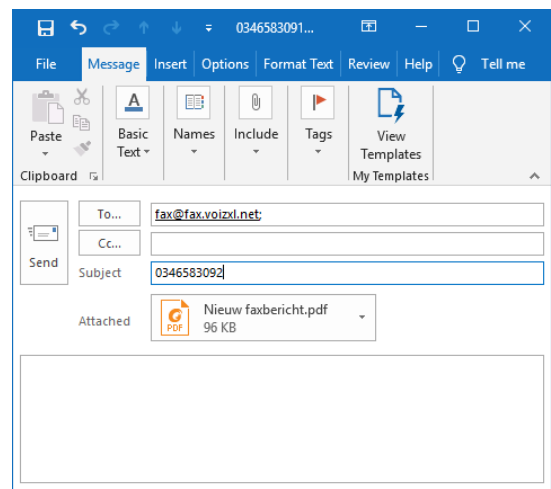 0346583091...
File Message Insert Options Format Text Review Help Tell me
Paste
Basic Text
Names
Include
Tags
View Templates
Clipboard
My Templates
Send
To... fax@fax.voizxl.net;
Cc...
Subject 0346583092
Attached
PDF
Nieuw faxbericht.pdf
96 KB